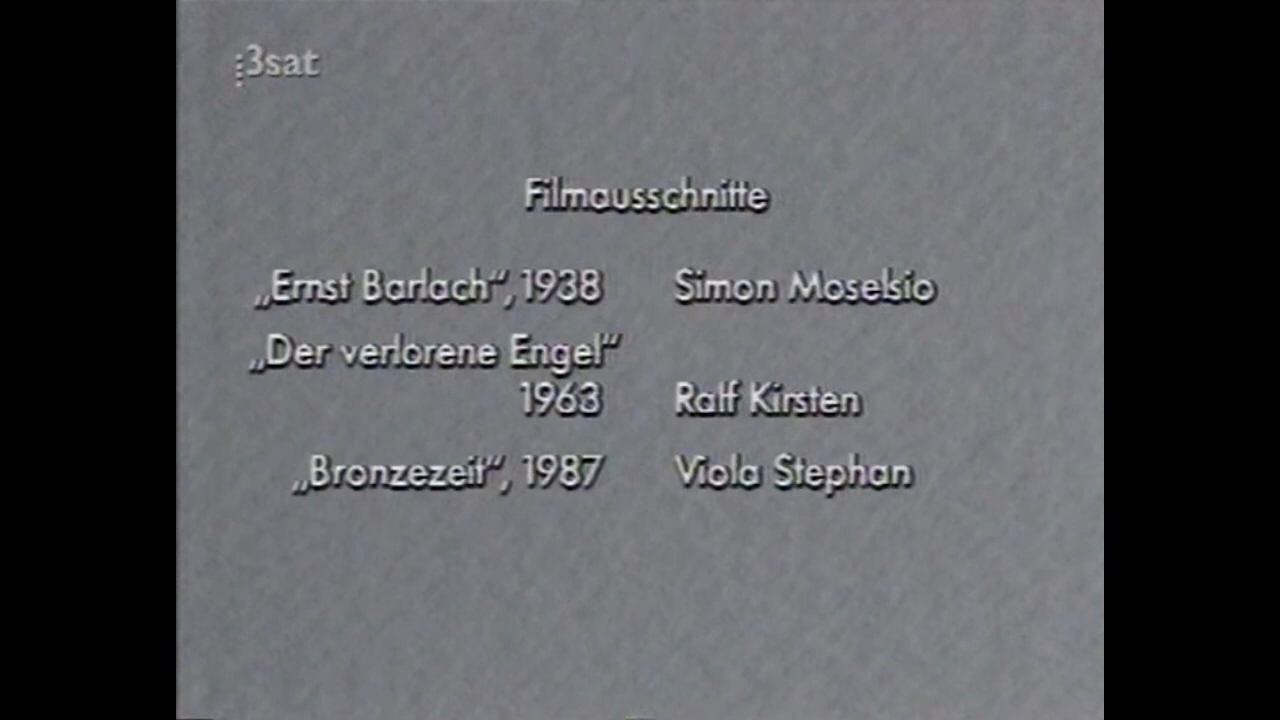 3sat
Filmausschnitte
„Ernst Barlach“, 1938 Simon Moselsio
„Der verlorene Engel“
1963 Ralf Kirsten
„Bronzezeit“, 1987 Viola Stephan